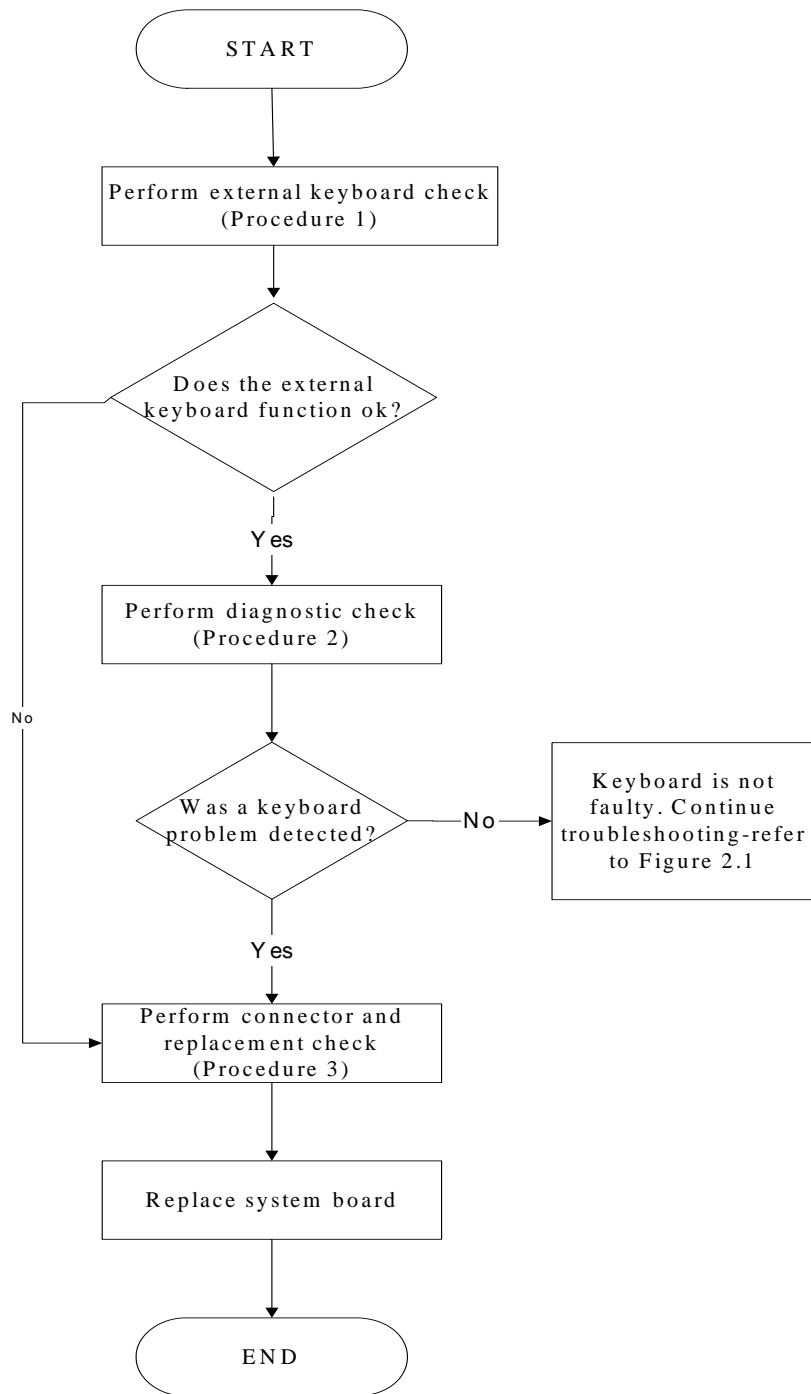 START
Perform external keyboard check
(Procedure 1)
Does the external
keyboard function ok?
Yes
Perform diagnostic check
(Procedure 2)
No
Was a keyboard
problem detected?
No
Keyboard is not
faulty. Continue
troubleshooting-refer
to Figure 2.1
Yes
Perform connector and
replacement check
(Procedure 3)
Replace system board
END